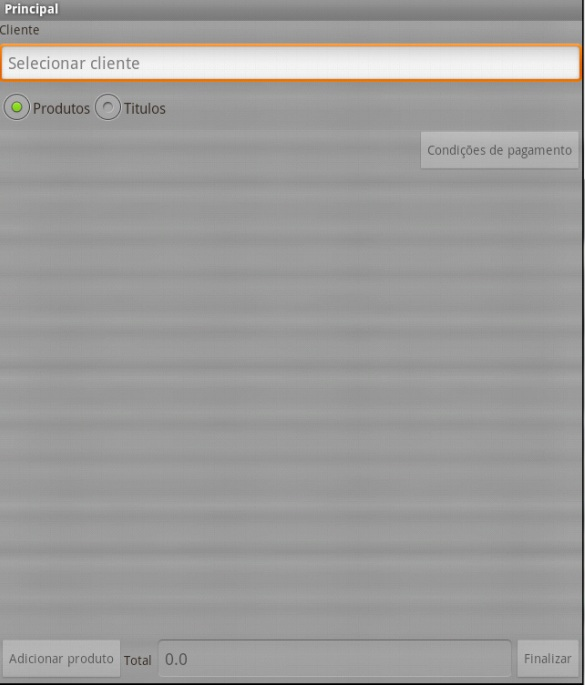 Principal
Cliente
Selecionar cliente
Produtos Titulos
Condições de pagamento
Adicionar produto Total 0.0 Finalizar